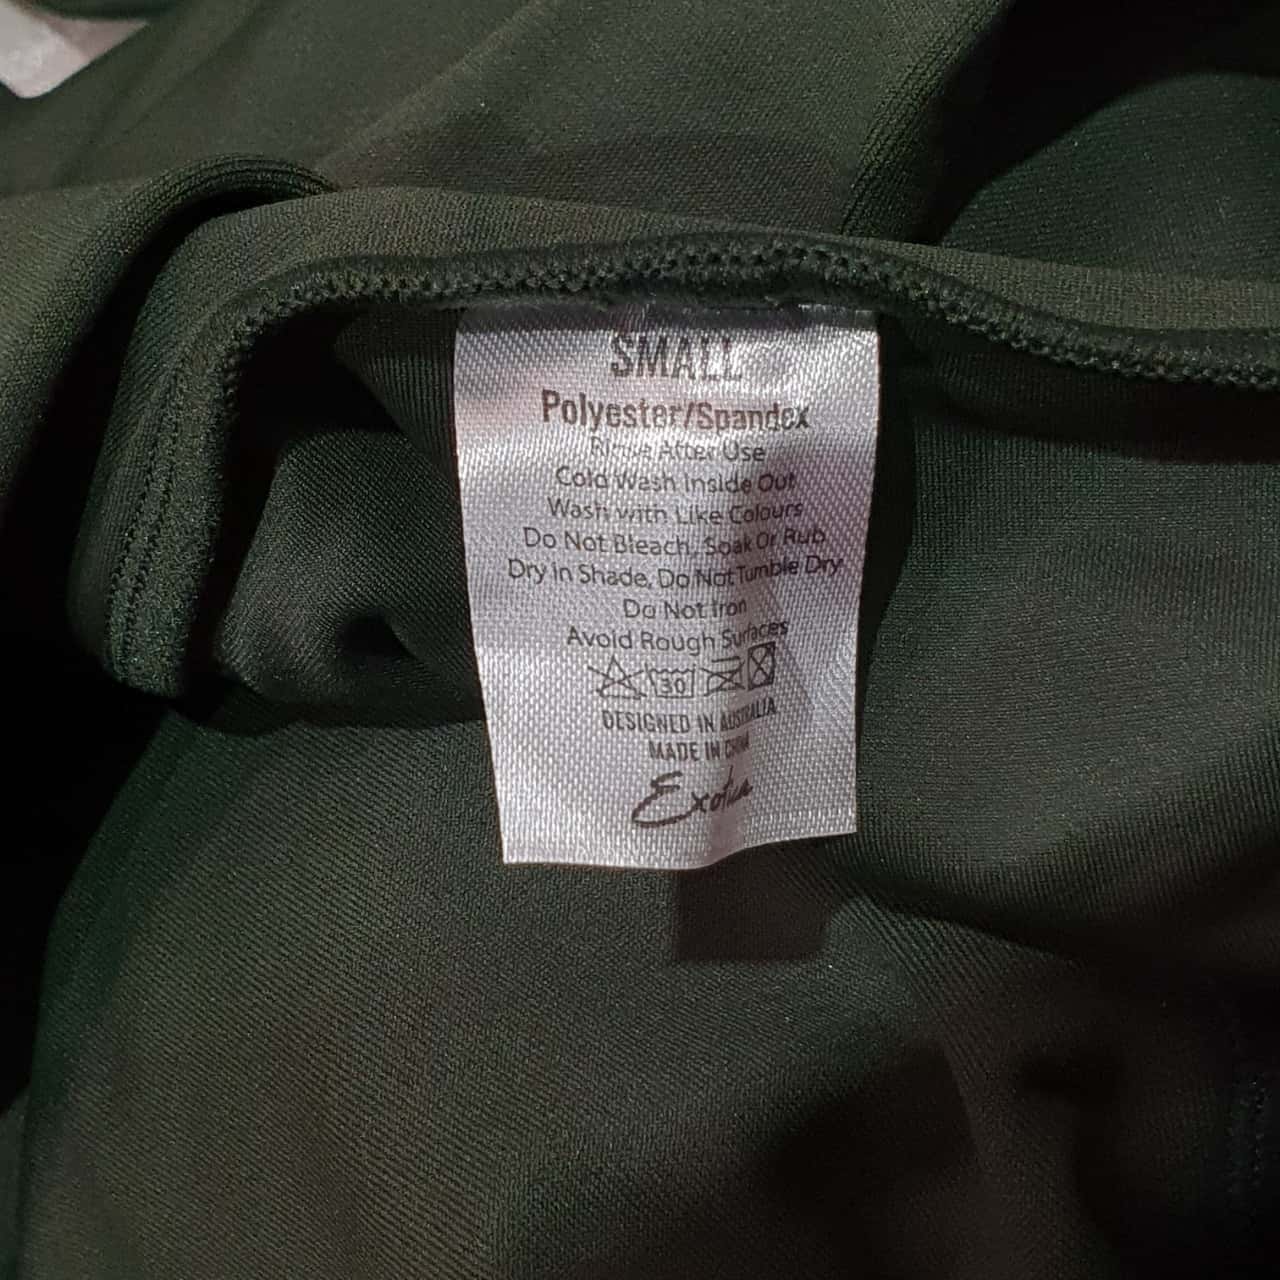 SMALL
Polyester/Spandex
Rinse After Use
Cold Wash Inside Out
Wash with Like Colours
Do Not Bleach, Soak Or Rub
Dry In Shade, Do Not Tumble Dry
Do Not Iron
Avoid Rough Surfaces
30
DESIGNED IN AUSTRALIA
MADE IN CHINA
Exotica